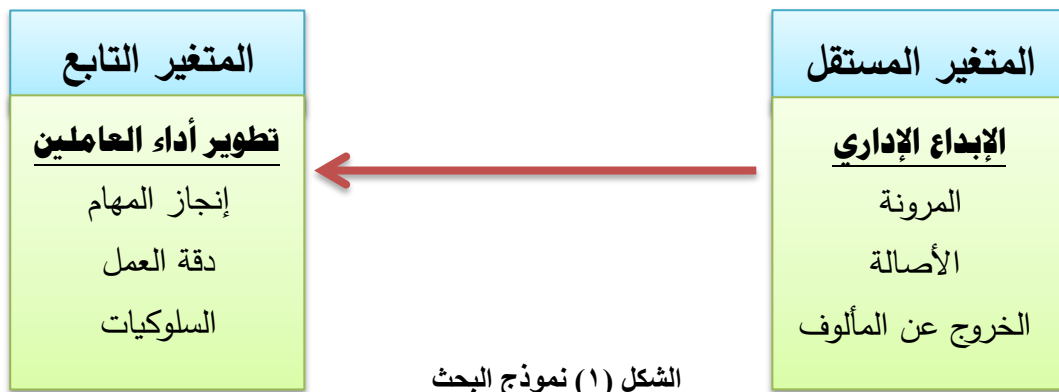 المتغير المستقل
الإبداع الإداري
المرونة
الأصالة
الخروج عن المألوف
المتغير التابع
تطوير أداء العاملين
إنجاز المهام
دقة العمل
السلوكيات
الشكل (١) نموذج البحث